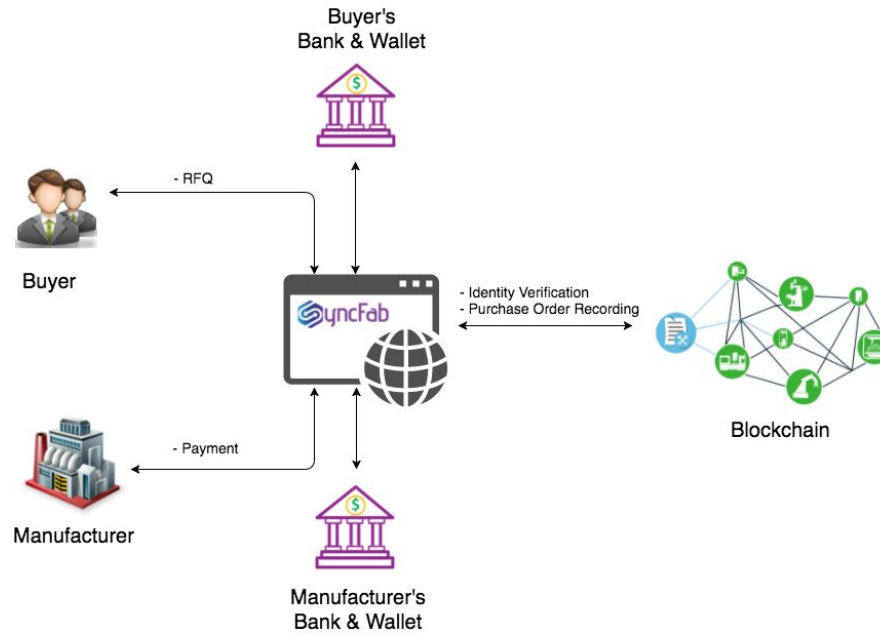 Buyer's
Bank & Wallet
$
- RFQ
Buyer
SyncFab
- Identity Verification
- Purchase Order Recording
Blockchain
- Payment
Manufacturer
$
Manufacturer's
Bank & Wallet